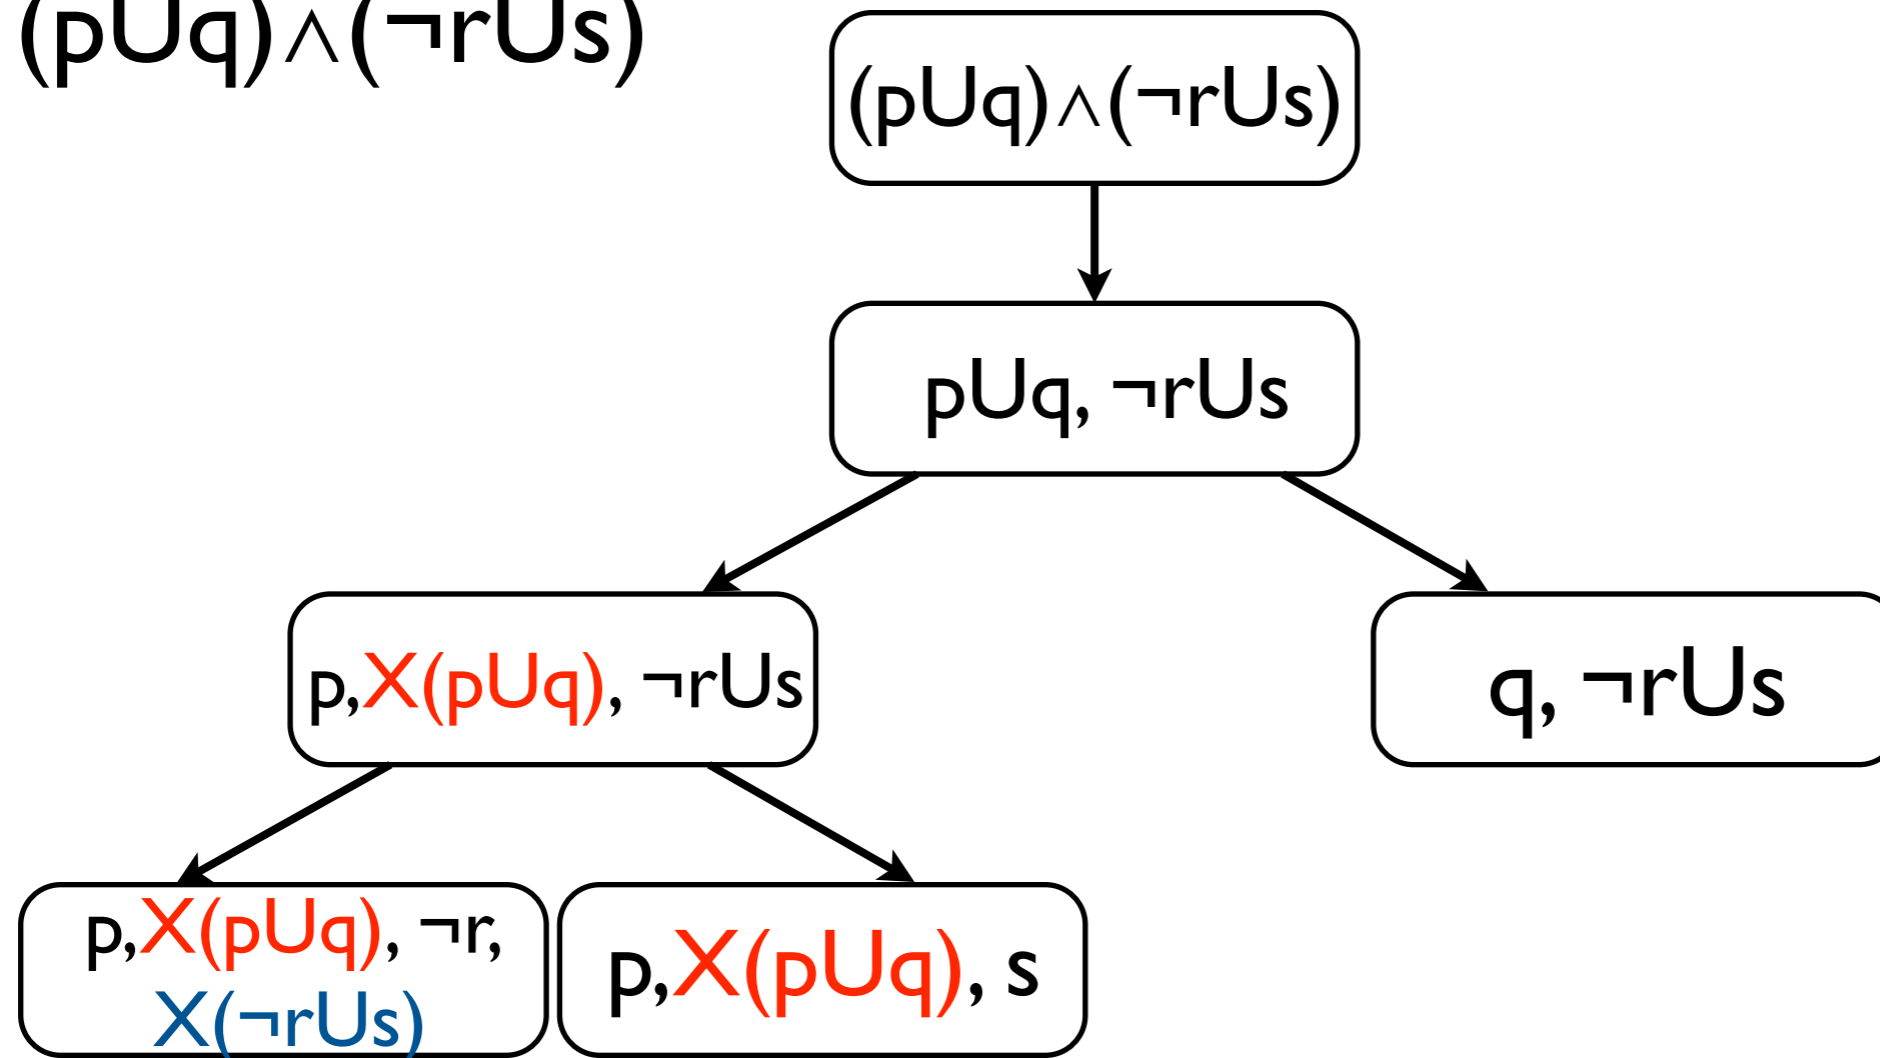 (pUq)∧(¬rUs)
(pUq)∧(¬rUs)
pUq, ¬rUs
p,X(pUq), ¬rUs
q, ¬rUs
p,X(pUq), ¬r,
X(¬rUs)
p,X(pUq), s